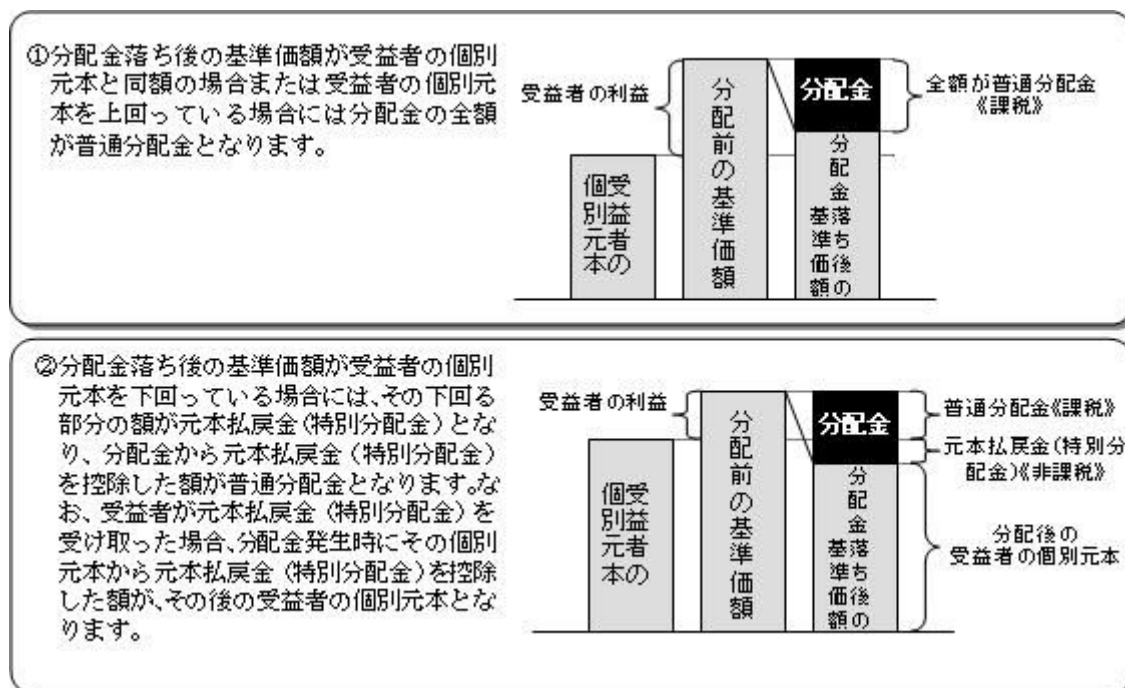 ①分配金落ち後の基準価額が受益者の個別
元本と同額の場合または受益者の個別元
本を上回っている場合には分配金の全額
が普通分配金となります。
受益者の利益
受益者の
個別元本
分配前の基準価額
分配金
分配金落ち後の
基準価額
全額が普通分配金
《課税》
②分配金落ち後の基準価額が受益者の個別
元本を下回っている場合には、その下回る
部分の額が元本払戻金(特別分配金)とな
り、分配金から元本払戻金(特別分配金)
を控除した額が普通分配金となります。な
お、受益者が元本払戻金(特別分配金)を
受け取った場合、分配金発生時にその個別
元本から元本払戻金(特別分配金)を控除
した額が、その後の受益者の個別元本とな
ります。
受益者の利益
受益者の
個別元本
分配前の基準価額
分配金
分配金落ち後の
基準価額
普通分配金《課税》
元本払戻金(特別分
配金)《非課税》
分配後の
受益者の個別元本